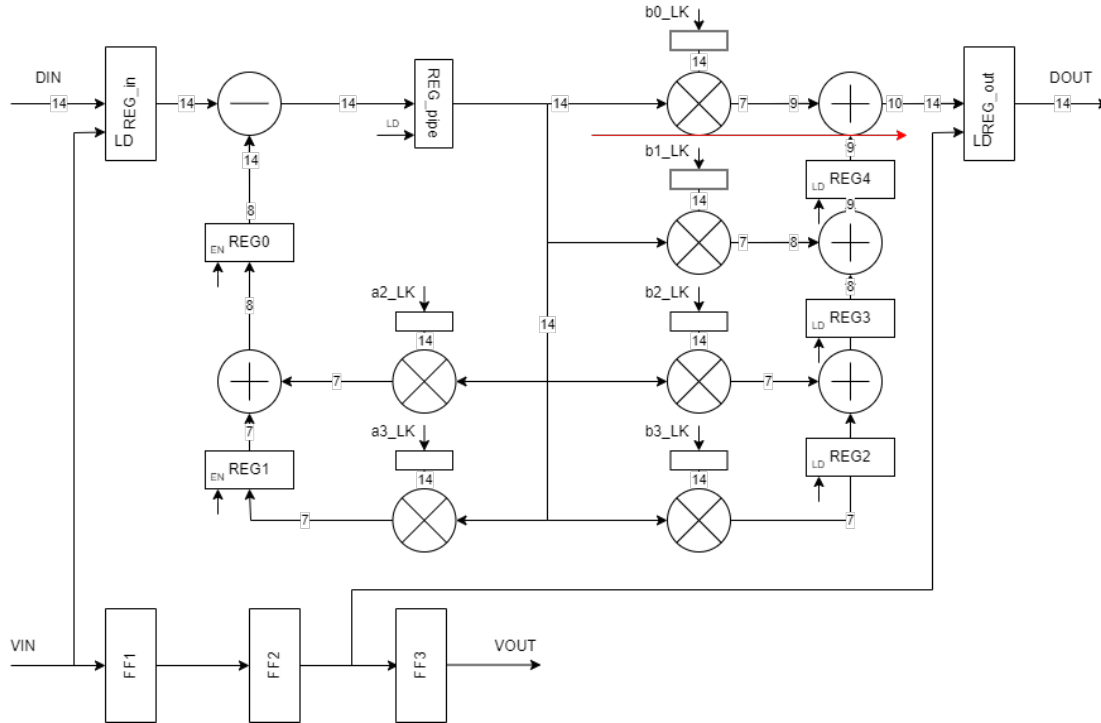 b0_LK
DIN
REG_in
LD
14
14
14
REG_pipe
LD
14
14
7
9
10
14
REG_out
LD
DOUT
14
b1_LK
14
9
REG4
LD
9
14
8
REG0
EN
7
8
8
a2_LK
b2_LK
8
14
14
14
REG3
LD
7
7
7
a3_LK
b3_LK
REG1
EN
14
14
REG2
LD
7
7
VIN
FF1
FF2
FF3
VOUT